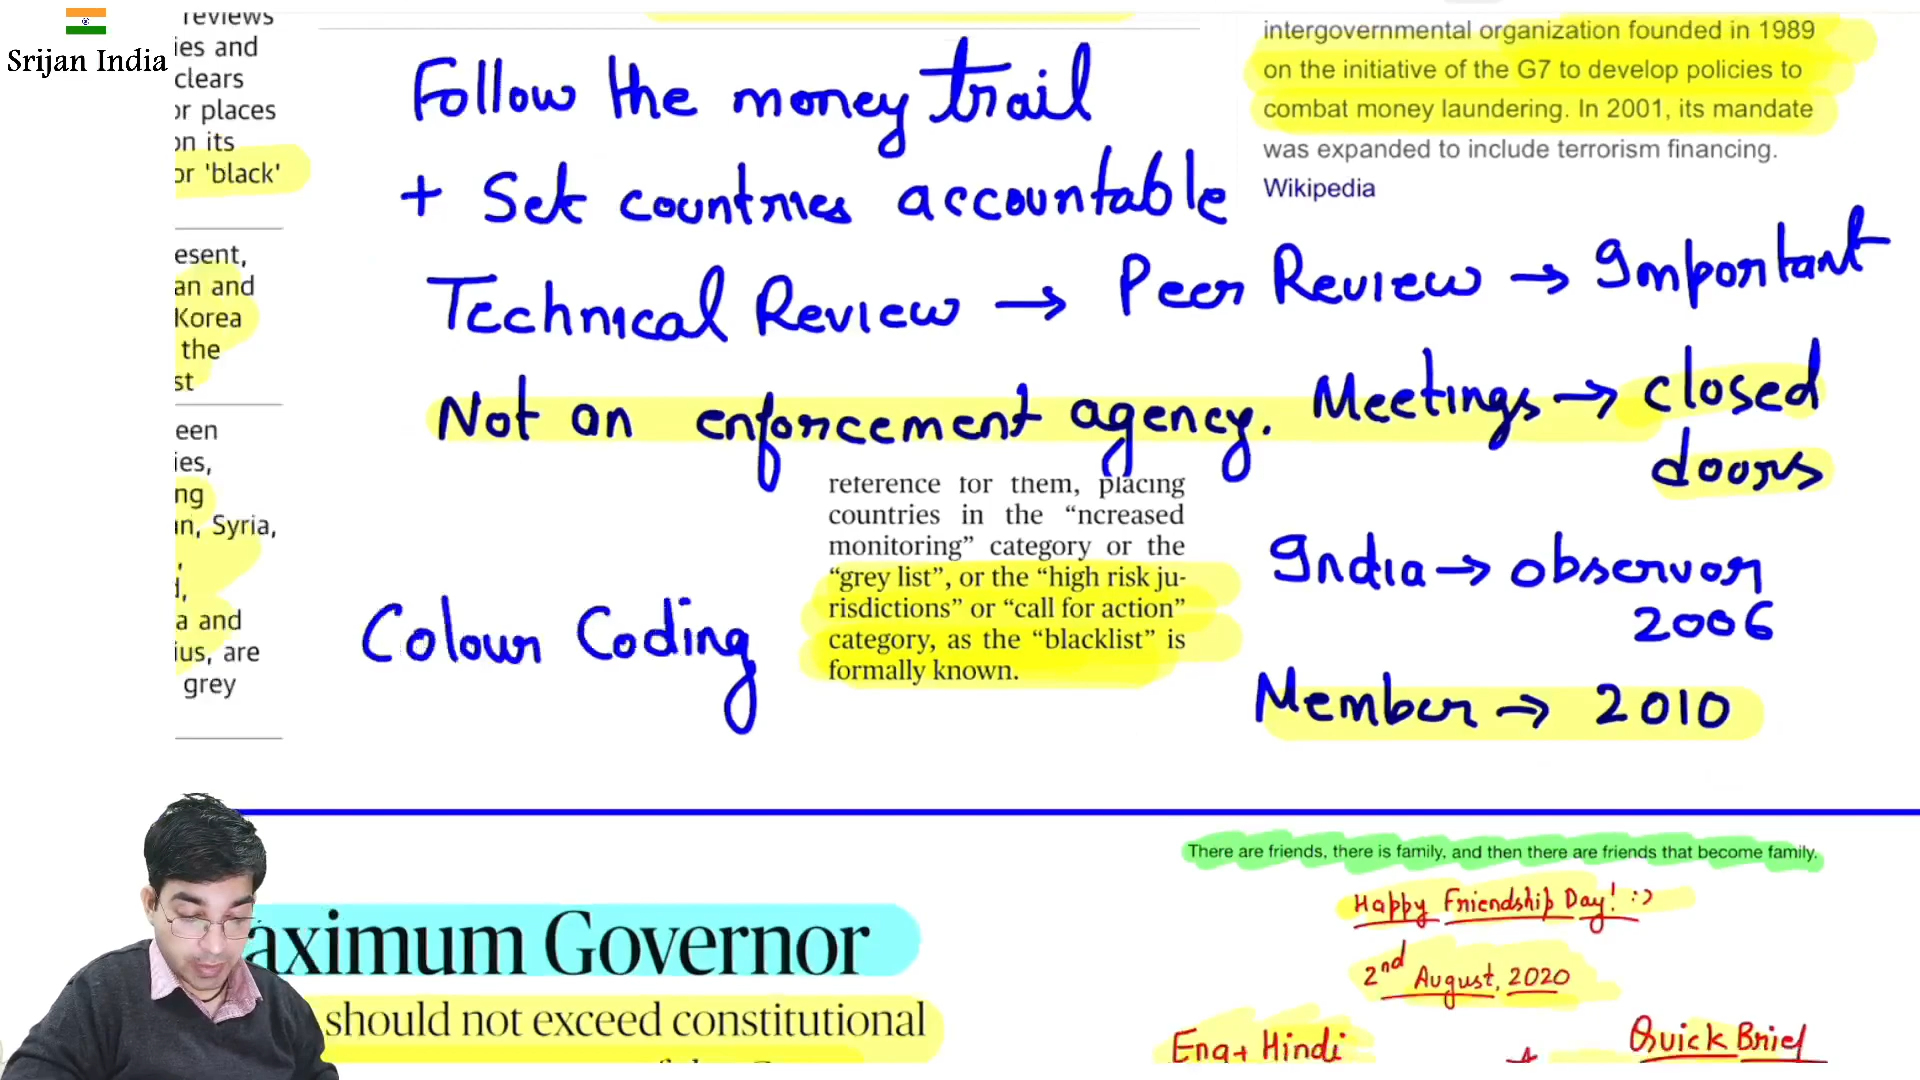 Srijan India
reviews
ies and
clears
or places
on its
or 'black'
esent,
an and
Korea
the
st
een
ies,
ng
an, Syria,
a and
ius, are
grey
Follow the money trail
+ Set countries accountable
Technical Review → Peer Review → Important
Not an enforcement agency. Meetings → closed
doors
intergovernmental organization founded in 1989
on the initiative of the G7 to develop policies to
combat money laundering. In 2001, its mandate
was expanded to include terrorism financing.
Wikipedia
reference for them, placing
countries in the “ncreased
monitoring” category or the
“grey list”, or the “high risk ju-
risdictions” or “call for action”
category, as the “blacklist” is
formally known.
Colour Coding
India → observor
2006
Member → 2010
There are friends, there is family, and then there are friends that become family.
Happy Friendship Day! :)
2nd August, 2020
Eng + Hindi
Quick Brief
aximum Governor
should not exceed constitutional